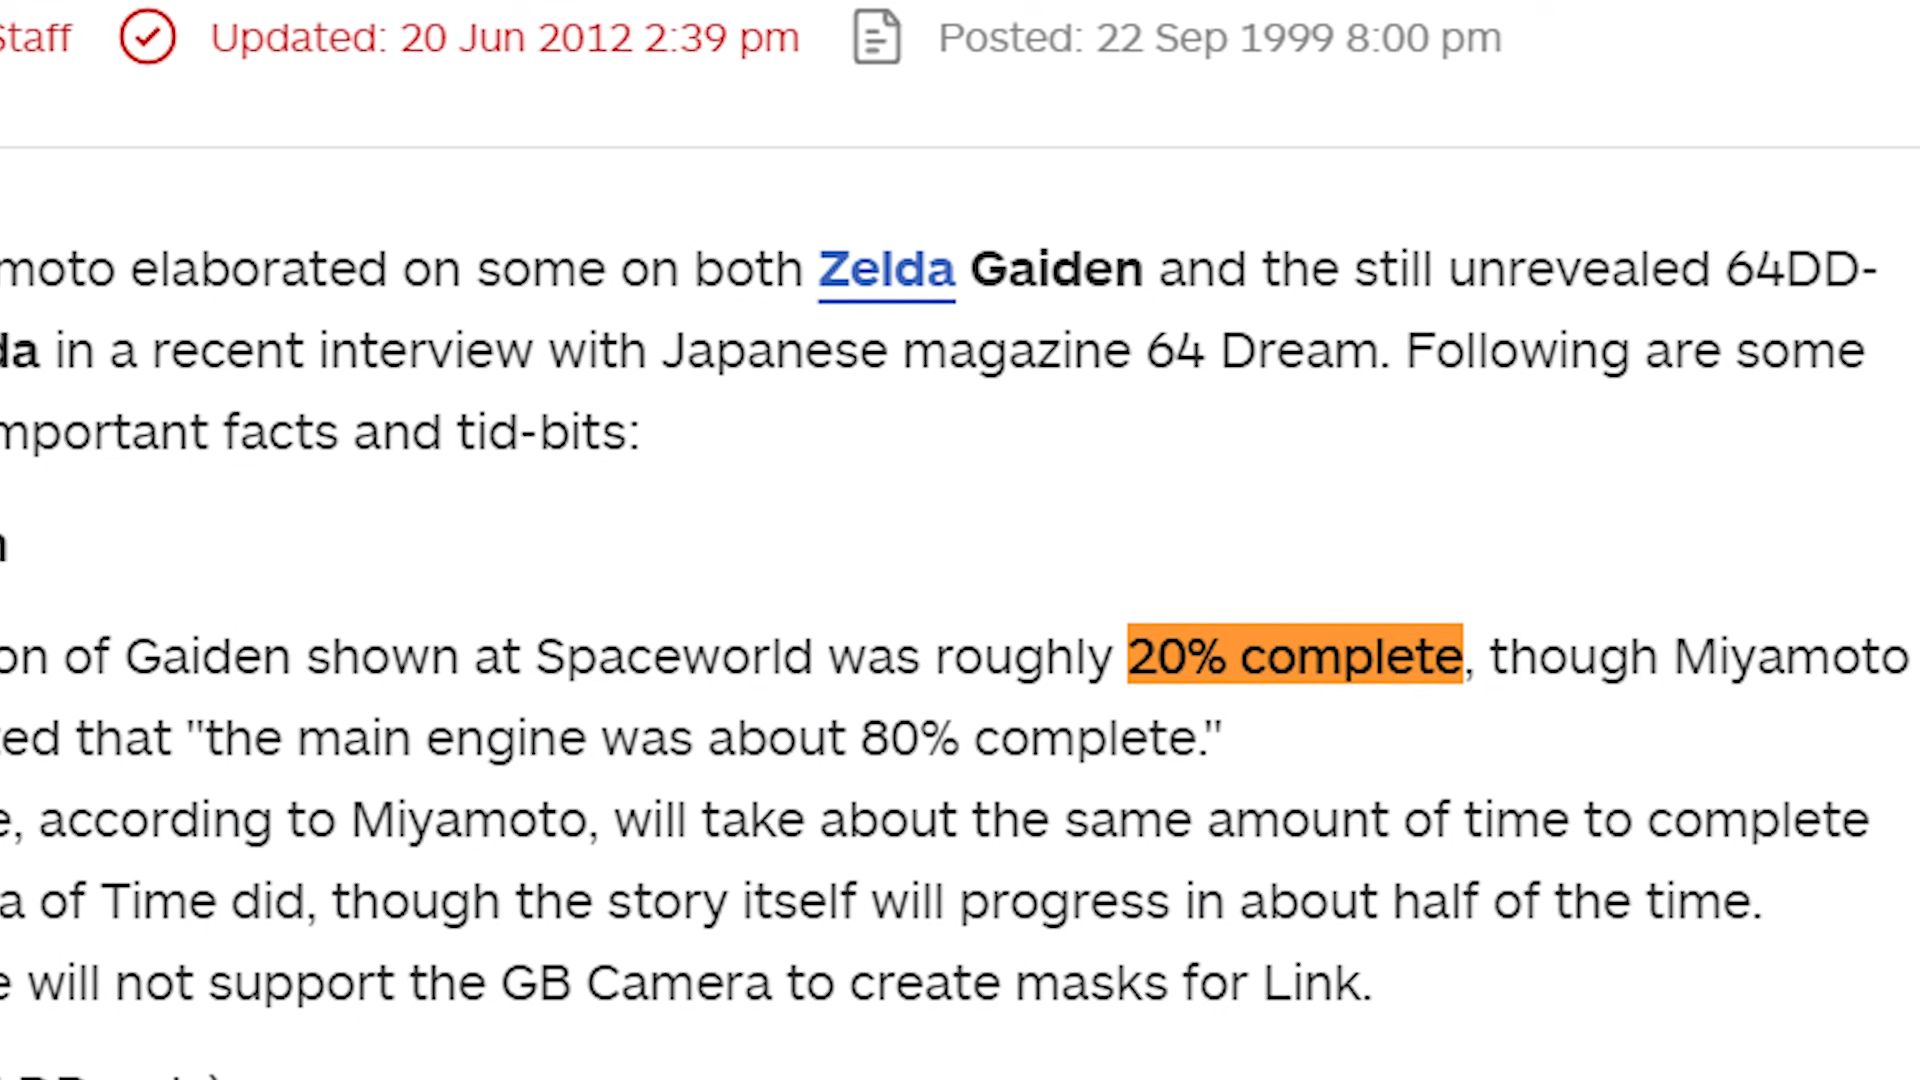 Staff Updated: 20 Jun 2012 2:39 pm Posted: 22 Sep 1999 8:00 pm
moto elaborated on some on both Zelda Gaiden and the still unrevealed 64DD-
da in a recent interview with Japanese magazine 64 Dream. Following are some
mportant facts and tid-bits:
n
on of Gaiden shown at Spaceworld was roughly 20% complete, though Miyamoto
ted that "the main engine was about 80% complete."
e, according to Miyamoto, will take about the same amount of time to complete
a of Time did, though the story itself will progress in about half of the time.
e will not support the GB Camera to create masks for Link.